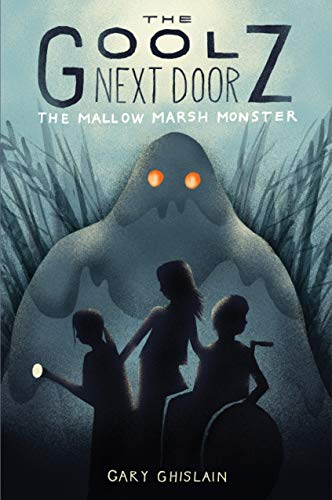 THE
GOOLZ
NEXT DOOR
THE MALLOW MARSH MONSTER
GARY GHISLAIN